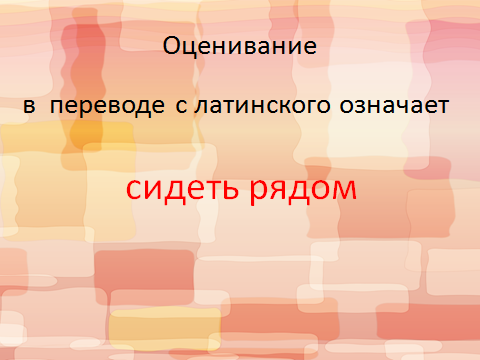 Оценивание
в переводе с латинского означает
сидеть рядом